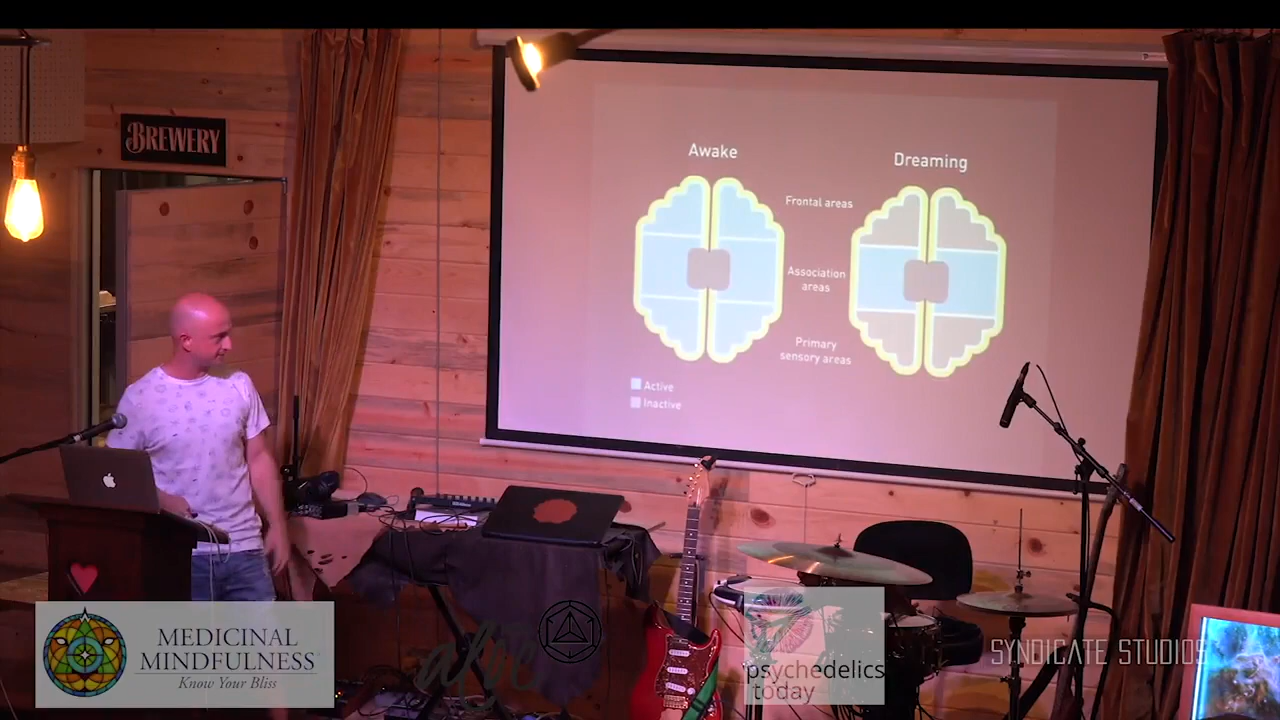 BREWERY
Awake
Dreaming
Frontal areas
Association
areas
Primary
sensory areas
Active
Inactive
MEDICINAL
MINDFULNESS
Know Your Bliss
psychedelics
today
SYNDICATE STUDIOS